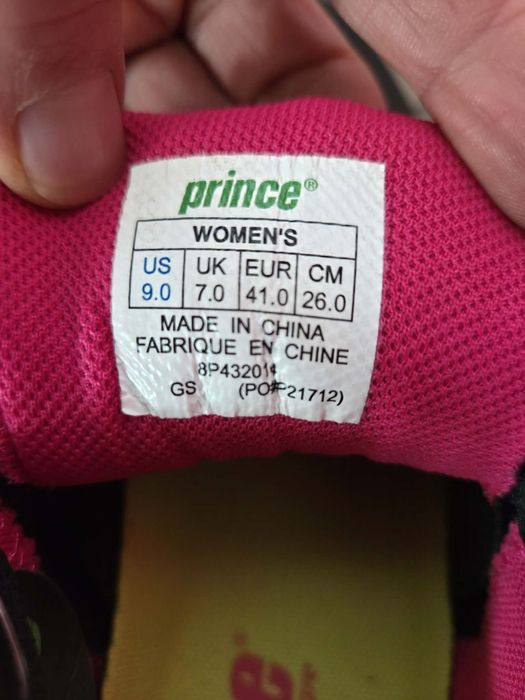 prince®
WOMEN'S
US UK EUR CM
9.0 7.0 41.0 26.0
MADE IN CHINA
FABRIQUE EN CHINE
GS (PO#P21712)
e®